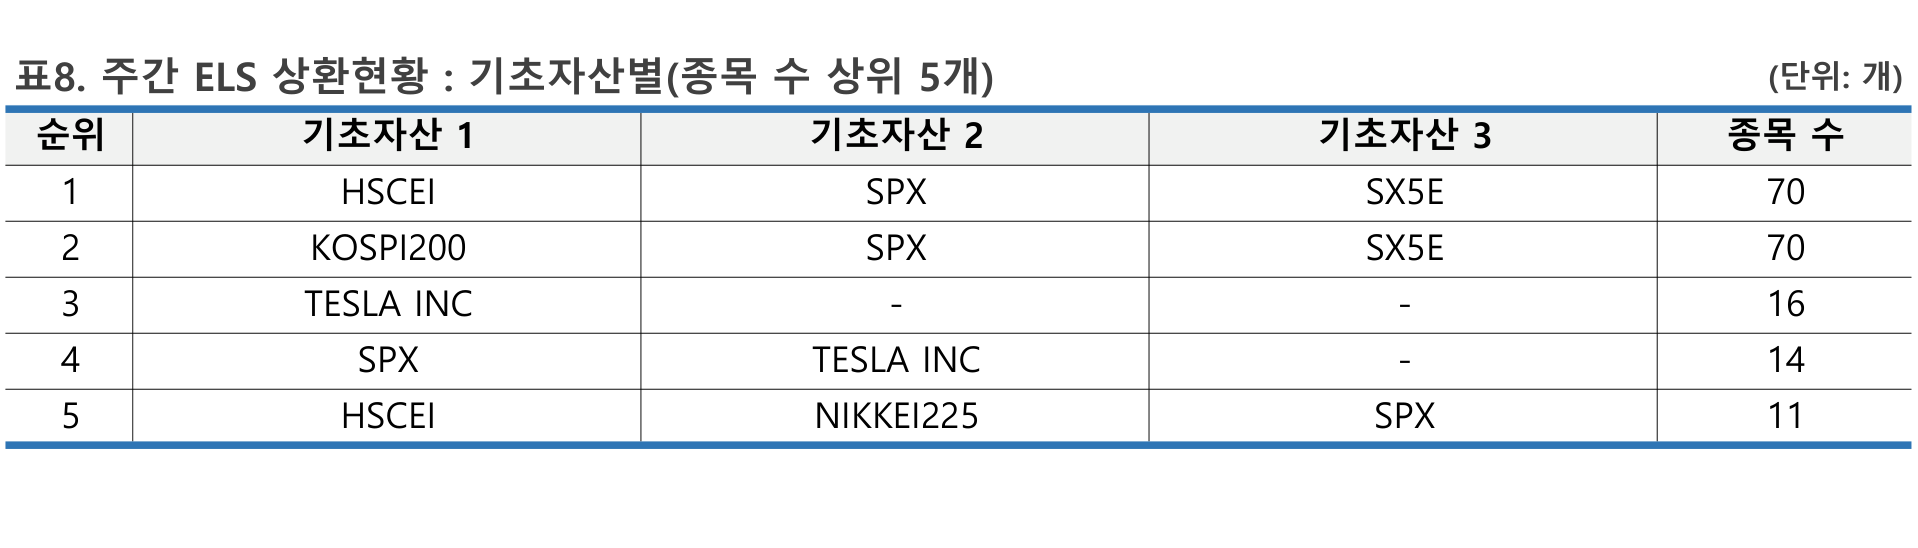 표8. 주간 ELS 상환현황 : 기초자산별(종목 수 상위 5개) (단위: 개)
순위 기초자산 1 기초자산 2 기초자산 3 종목 수
1 HSCEI SPX SX5E 70
2 KOSPI200 SPX SX5E 70
3 TESLA INC - - 16
4 SPX TESLA INC - 14
5 HSCEI NIKKEI225 SPX 11